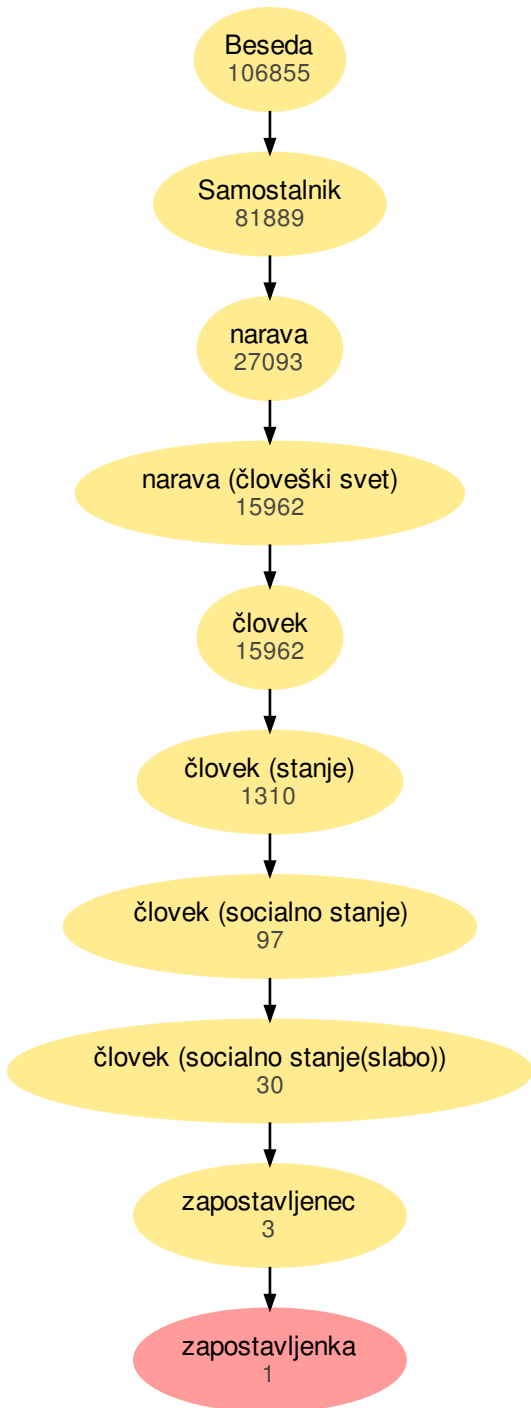 Beseda
106855
Samostalnik
81889
narava
27093
narava (človeški svet)
15962
človek
15962
človek (stanje)
1310
človek (socialno stanje)
97
človek (socialno stanje(slabo))
30
zapostavljenec
3
zapostavljenka
1